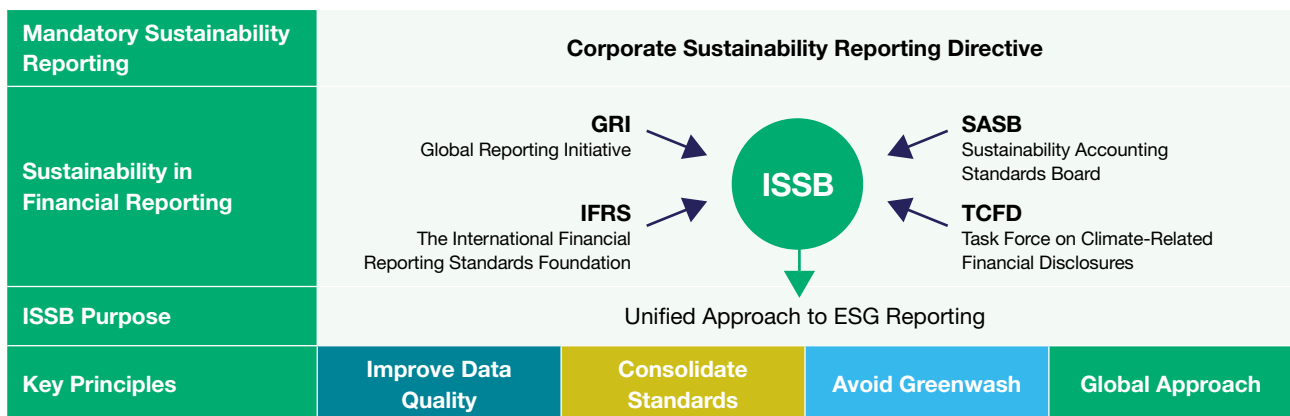 Mandatory Sustainability
Reporting
Corporate Sustainability Reporting Directive
Sustainability in
Financial Reporting
GRI
Global Reporting Initiative
IFRS
The International Financial
Reporting Standards Foundation
ISSB
SASB
Sustainability Accounting
Standards Board
TCFD
Task Force on Climate-Related
Financial Disclosures
ISSB Purpose
Unified Approach to ESG Reporting
Key Principles
Improve Data
Quality
Consolidate
Standards
Avoid Greenwash
Global Approach